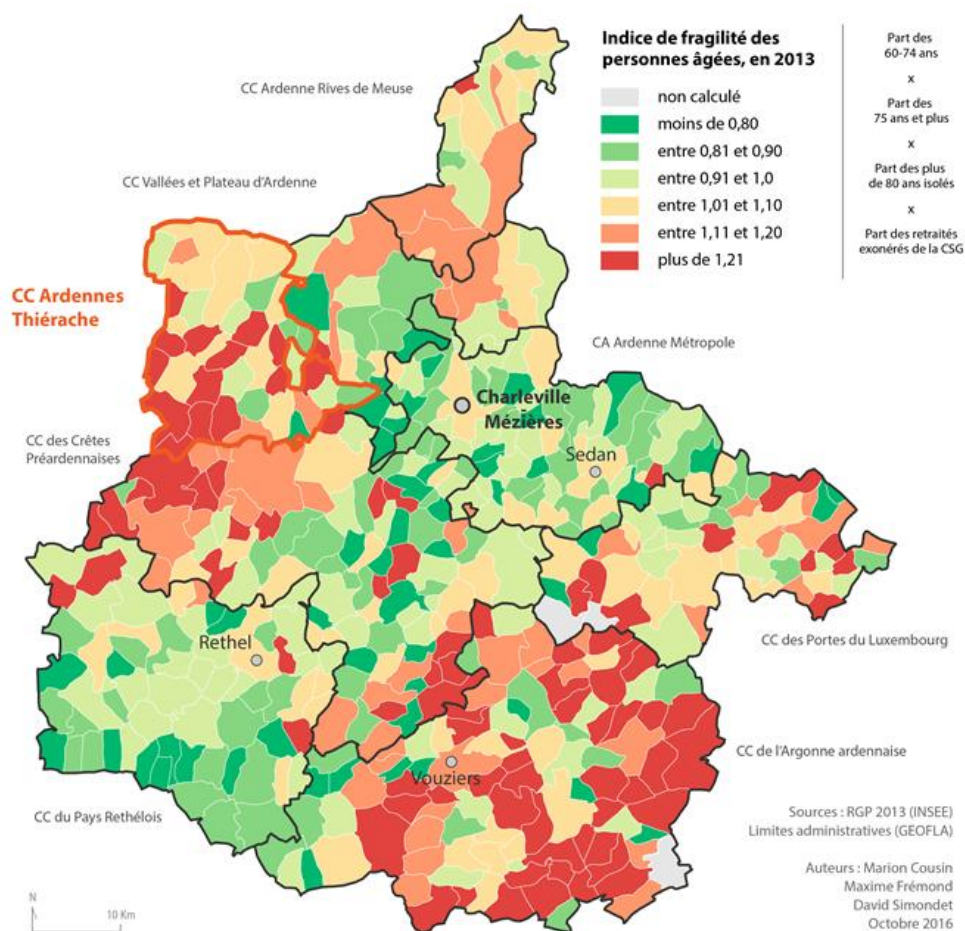 Indice de fragilité des
personnes âgées, en 2013
non calculé
moins de 0,80
entre 0,81 et 0,90
entre 0,91 et 1,0
entre 1,01 et 1,10
entre 1,11 et 1,20
plus de 1,21
Part des
60-74 ans
x
Part des
75 ans et plus
x
Part des plus
de 80 ans isolés
x
Part des retraités
exonérés de la CSG
CC Ardenne Rives de Meuse
CC Vallées et Plateau d'Ardenne
CC Ardennes
Thiérache
CA Ardenne Métropole
Charleville
-
Mézières
CC des Crêtes
Préardennaises
Sedan
Rethel
CC des Portes du Luxembourg
CC de l'Argonne ardennaise
Vouziers
CC du Pays Rethélois
Sources : RGP 2013 (INSEE)
Limites administratives (GEOFLA)
Auteurs : Marion Cousin
Maxime Frémond
David Simondet
Octobre 2016
N
10 Km